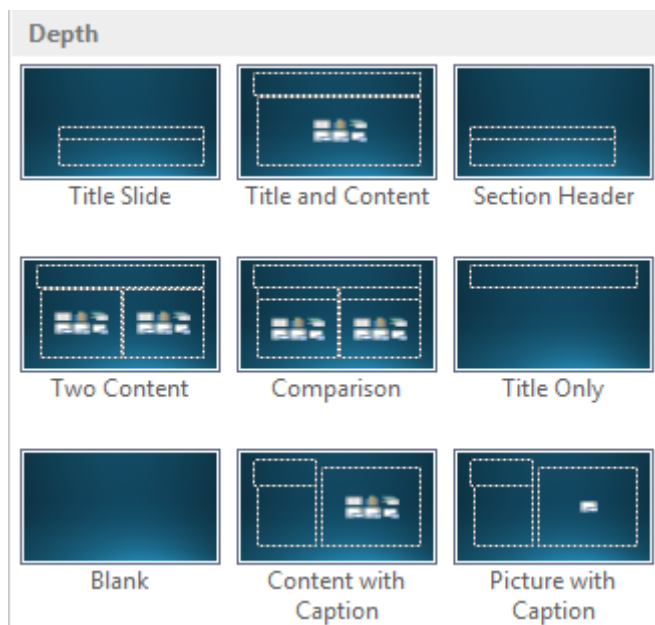 Depth
Title Slide
Title and Content
Section Header
Two Content
Comparison
Title Only
Blank
Content with
Caption
Picture with
Caption